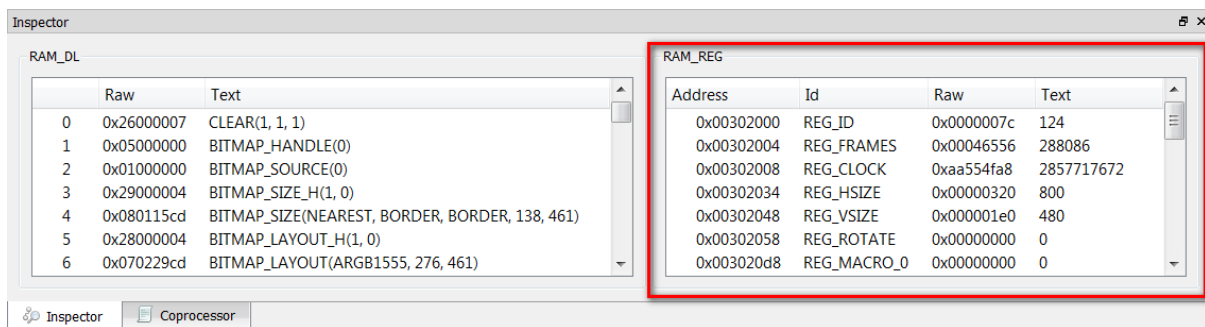 Inspector
RAM_DL
Raw Text
0 0x26000007 CLEAR(1, 1, 1)
1 0x05000000 BITMAP_HANDLE(0)
2 0x01000000 BITMAP_SOURCE(0)
3 0x29000004 BITMAP_SIZE_H(1, 0)
4 0x080115cd BITMAP_SIZE(NEAREST, BORDER, BORDER, 138, 461)
5 0x28000004 BITMAP_LAYOUT_H(1, 0)
6 0x070229cd BITMAP_LAYOUT(ARGB1555, 276, 461)
RAM_REG
Address Id Raw Text
0x00302000 REG_ID 0x0000007c 124
0x00302004 REG_FRAMES 0x00046556 288086
0x00302008 REG_CLOCK 0xaa554fa8 2857717672
0x00302034 REG_HSIZE 0x00000320 800
0x00302048 REG_VSIZE 0x000001e0 480
0x00302058 REG_ROTATE 0x00000000 0
0x003020d8 REG_MACRO_0 0x00000000 0
Inspector Coprocessor